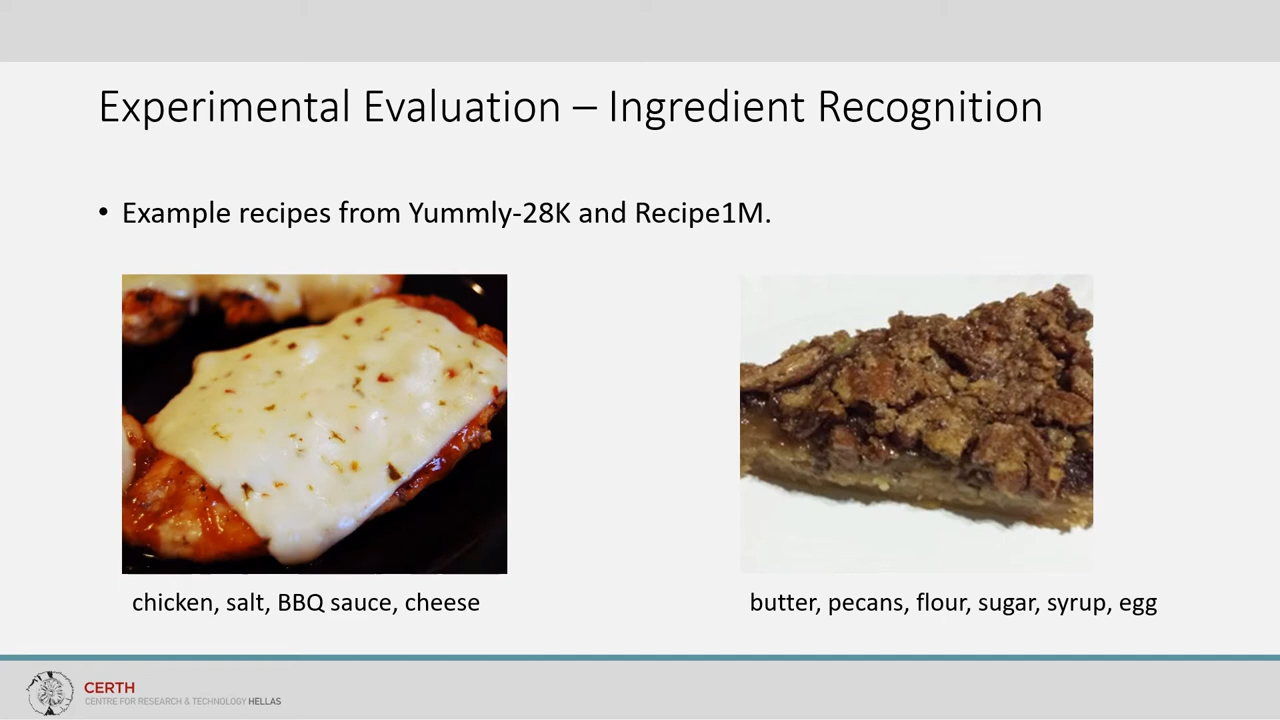 Experimental Evaluation – Ingredient Recognition
• Example recipes from Yummly-28K and Recipe1M.
chicken, salt, BBQ sauce, cheese
butter, pecans, flour, sugar, syrup, egg
CERTH
CENTRE FOR RESEARCH & TECHNOLOGY HELLAS